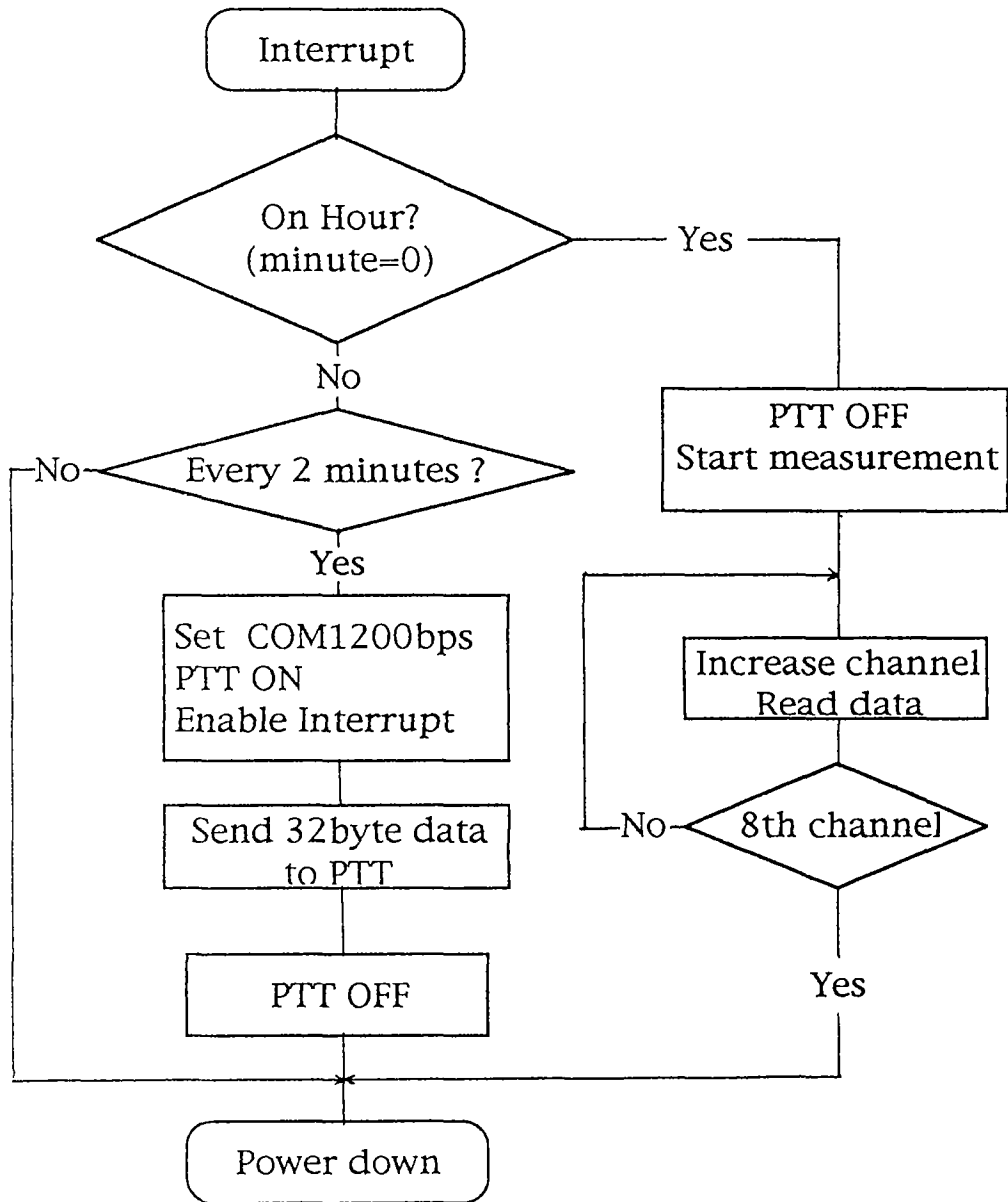 Interrupt
On Hour?
(minute=0)
Yes
No
Every 2 minutes ?
No
Yes
Set COM1200bps
PTT ON
Enable Interrupt
Send 32byte data
to PTT
PTT OFF
PTT OFF
Start measurement
Increase channel
Read data
8th channel
No
Yes
Power down